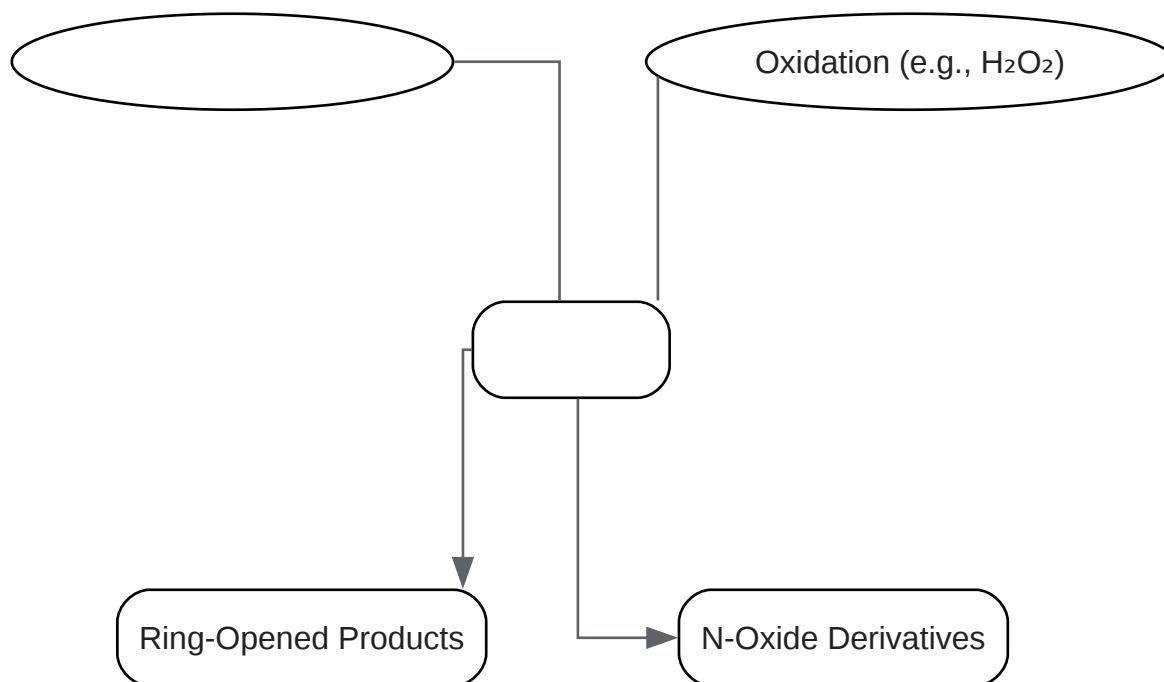 Oxidation (e.g., H₂O₂)
Ring-Opened Products
N-Oxide Derivatives